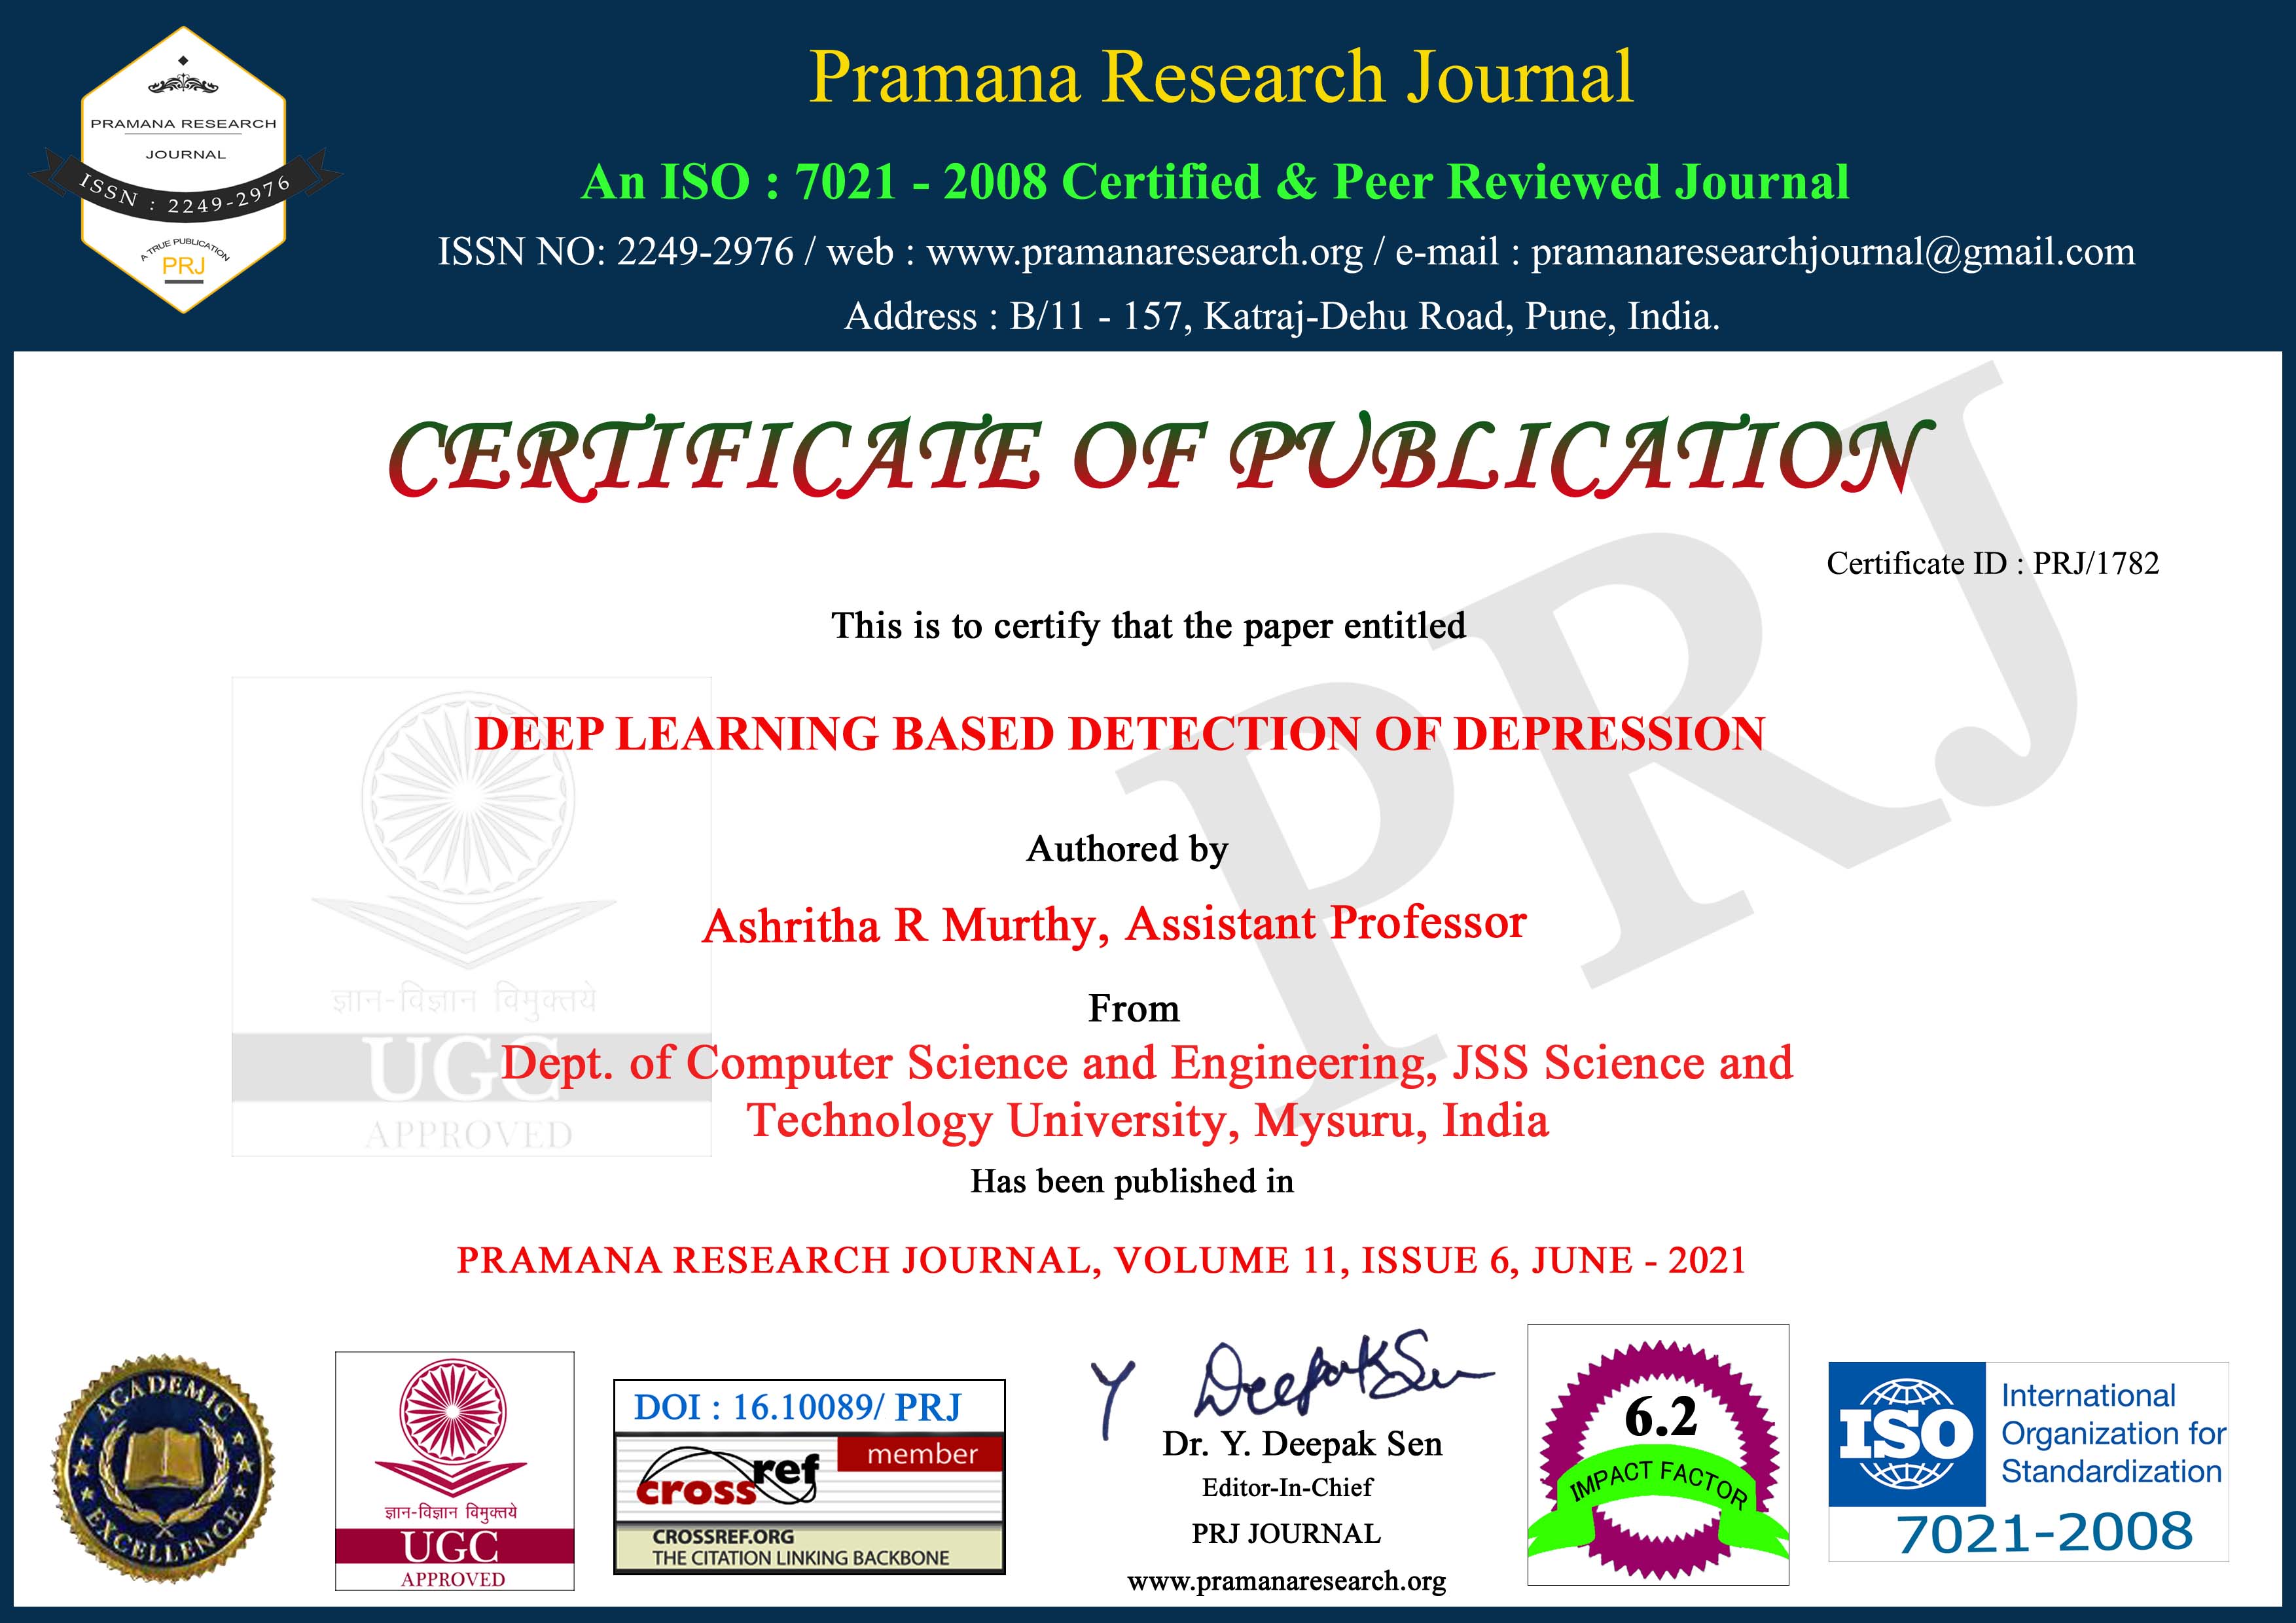 Pramana Research Journal
An ISO : 7021 - 2008 Certified & Peer Reviewed Journal
ISSN NO: 2249-2976 / web : www.pramanaresearch.org / e-mail : pramanaresearchjournal@gmail.com
Address : B/11 - 157, Katraj-Dehu Road, Pune, India.
PRAMANA RESEARCH
JOURNAL
ISSN : 2249-2976
A TRUE PUBLICATION
PRJ
CERTIFICATE OF PUBLICATION
Certificate ID : PRJ/1782
This is to certify that the paper entitled
DEEP LEARNING BASED DETECTION OF DEPRESSION
Authored by
Ashritha R Murthy, Assistant Professor
From
Dept. of Computer Science and Engineering, JSS Science and
Technology University, Mysuru, India
Has been published in
PRAMANA RESEARCH JOURNAL, VOLUME 11, ISSUE 6, JUNE - 2021
PRJ
ज्ञान-विज्ञान विमुक्तये
UGC
APPROVED
ACADEMIC
EXCELLENCE
ज्ञान-विज्ञान विमुक्तये
UGC
APPROVED
DOI : 16.10089/ PRJ
member
crossref
CROSSREF.ORG
THE CITATION LINKING BACKBONE
Y DeepakSen
Dr. Y. Deepak Sen
Editor-In-Chief
PRJ JOURNAL
www.pramanaresearch.org
6.2
IMPACT FACTOR
ISO
International
Organization for
Standardization
7021-2008